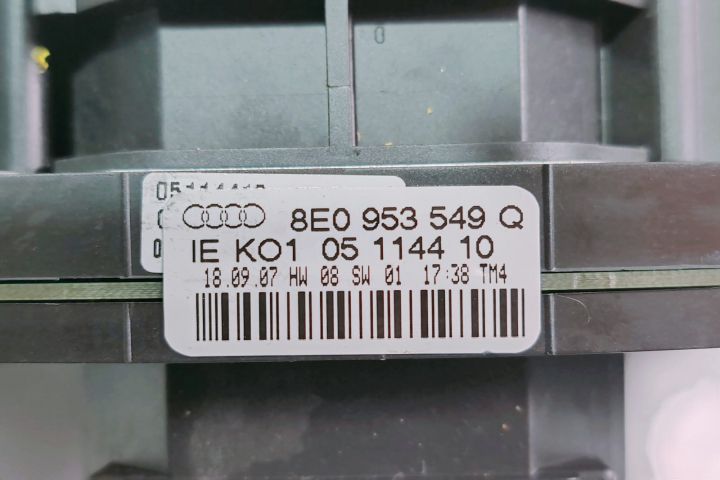 8E0 953 549 Q
IE KO1 05 1144 10
18.09.07 HW 08 SW 01 17:38 TM4